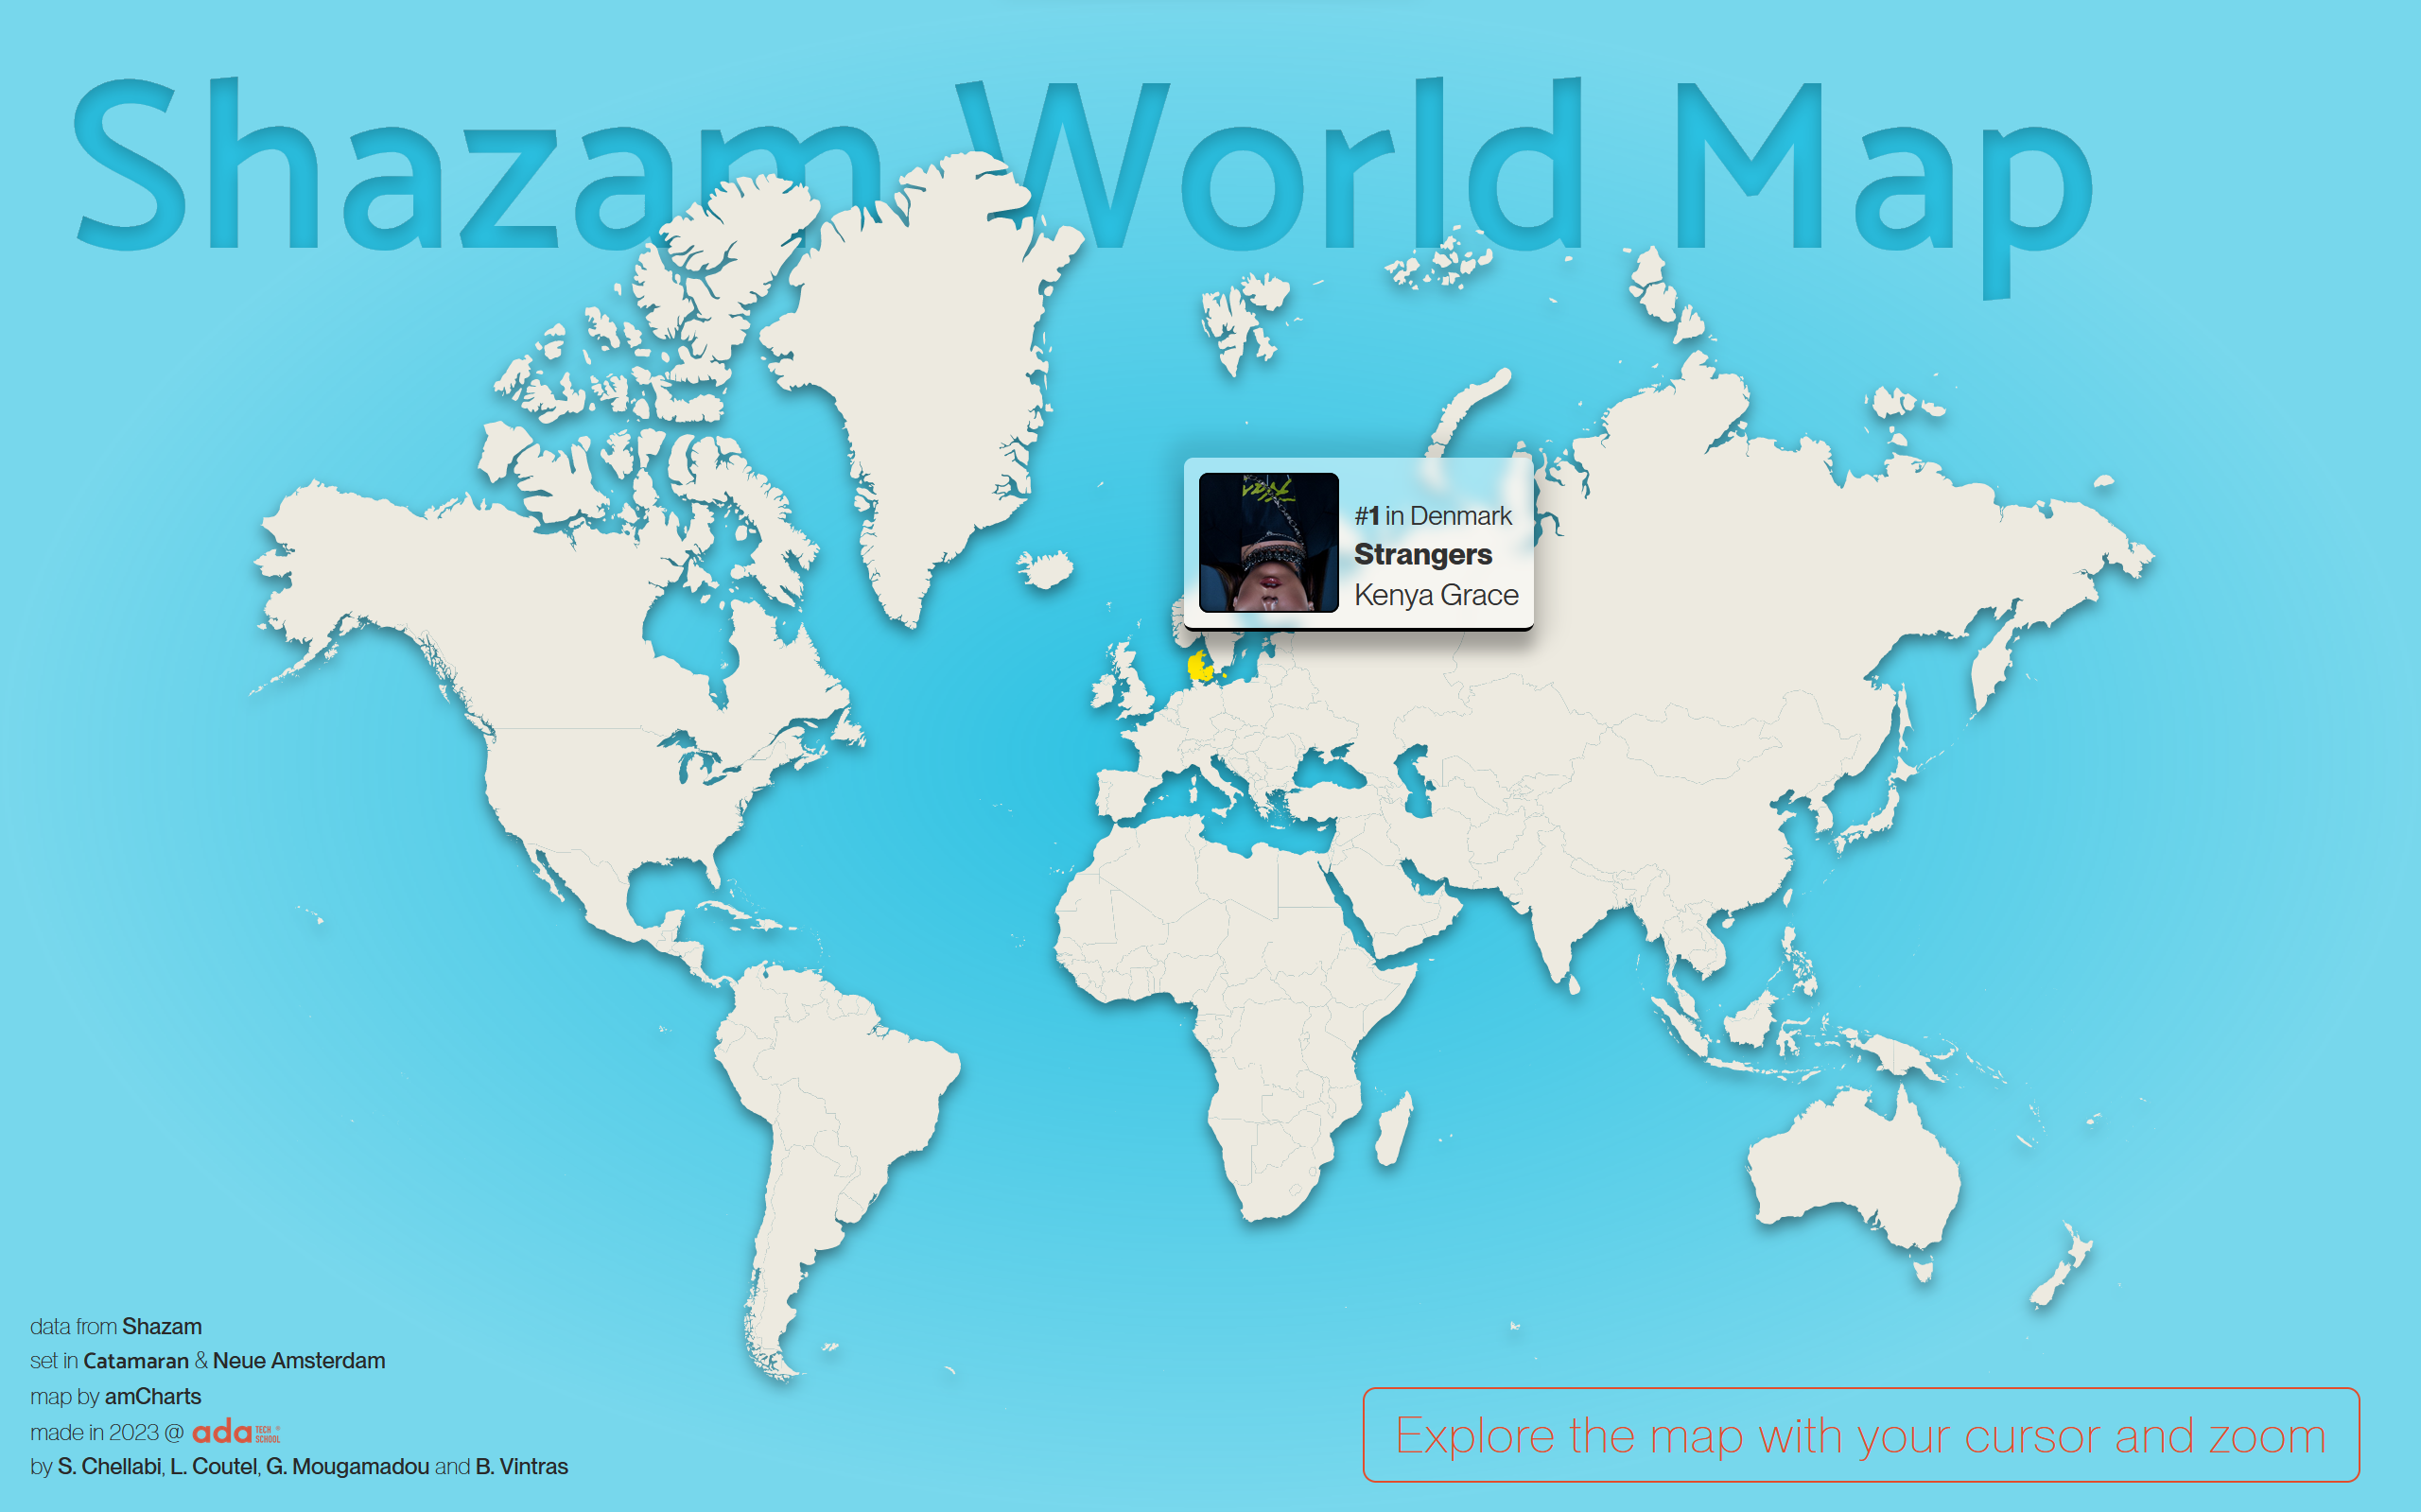 Shazam World Map
#1 in Denmark
Strangers
Kenya Grace
data from Shazam
set in Catamaran & Neue Amsterdam
map by amCharts
made in 2023 @ ada TECH SCHOOL ®
by S. Chellabi, L. Coutel, G. Mougamadou and B. Vintras
Explore the map with your cursor and zoom